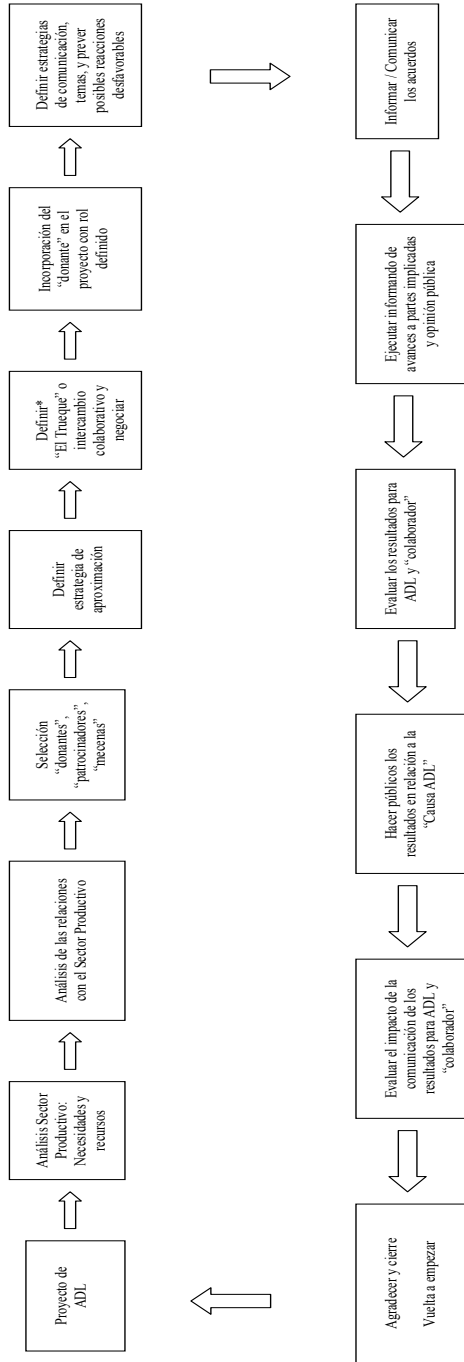 Proyecto de
ADL
Análisis Sector
Productivo:
Necesidades y
recursos
Análisis de las relaciones
con el Sector Productivo
Selección
“donantes”,
“patrocinadores”,
“mecenas”
Definir
estrategia de
aproximación
Definir*
“El Trueque” o
intercambio
colaborativo y
negociar
Incorporación del
“donante” en el
proyecto con rol
definido
Definir estrategias
de comunicación,
temas, y prever
posibles reacciones
desfavorables
Informar / Comunicar
los acuerdos
Ejecutar informando de
avances a partes implicadas
y opinión pública
Evaluar los resultados para
ADL y “colaborador”
Hacer públicos los
resultados en relación a la
“Causa ADL”
Evaluar el impacto de la
comunicación de los
resultados para ADL y
“colaborador”
Agradecer y cierre
Vuelta a empezar